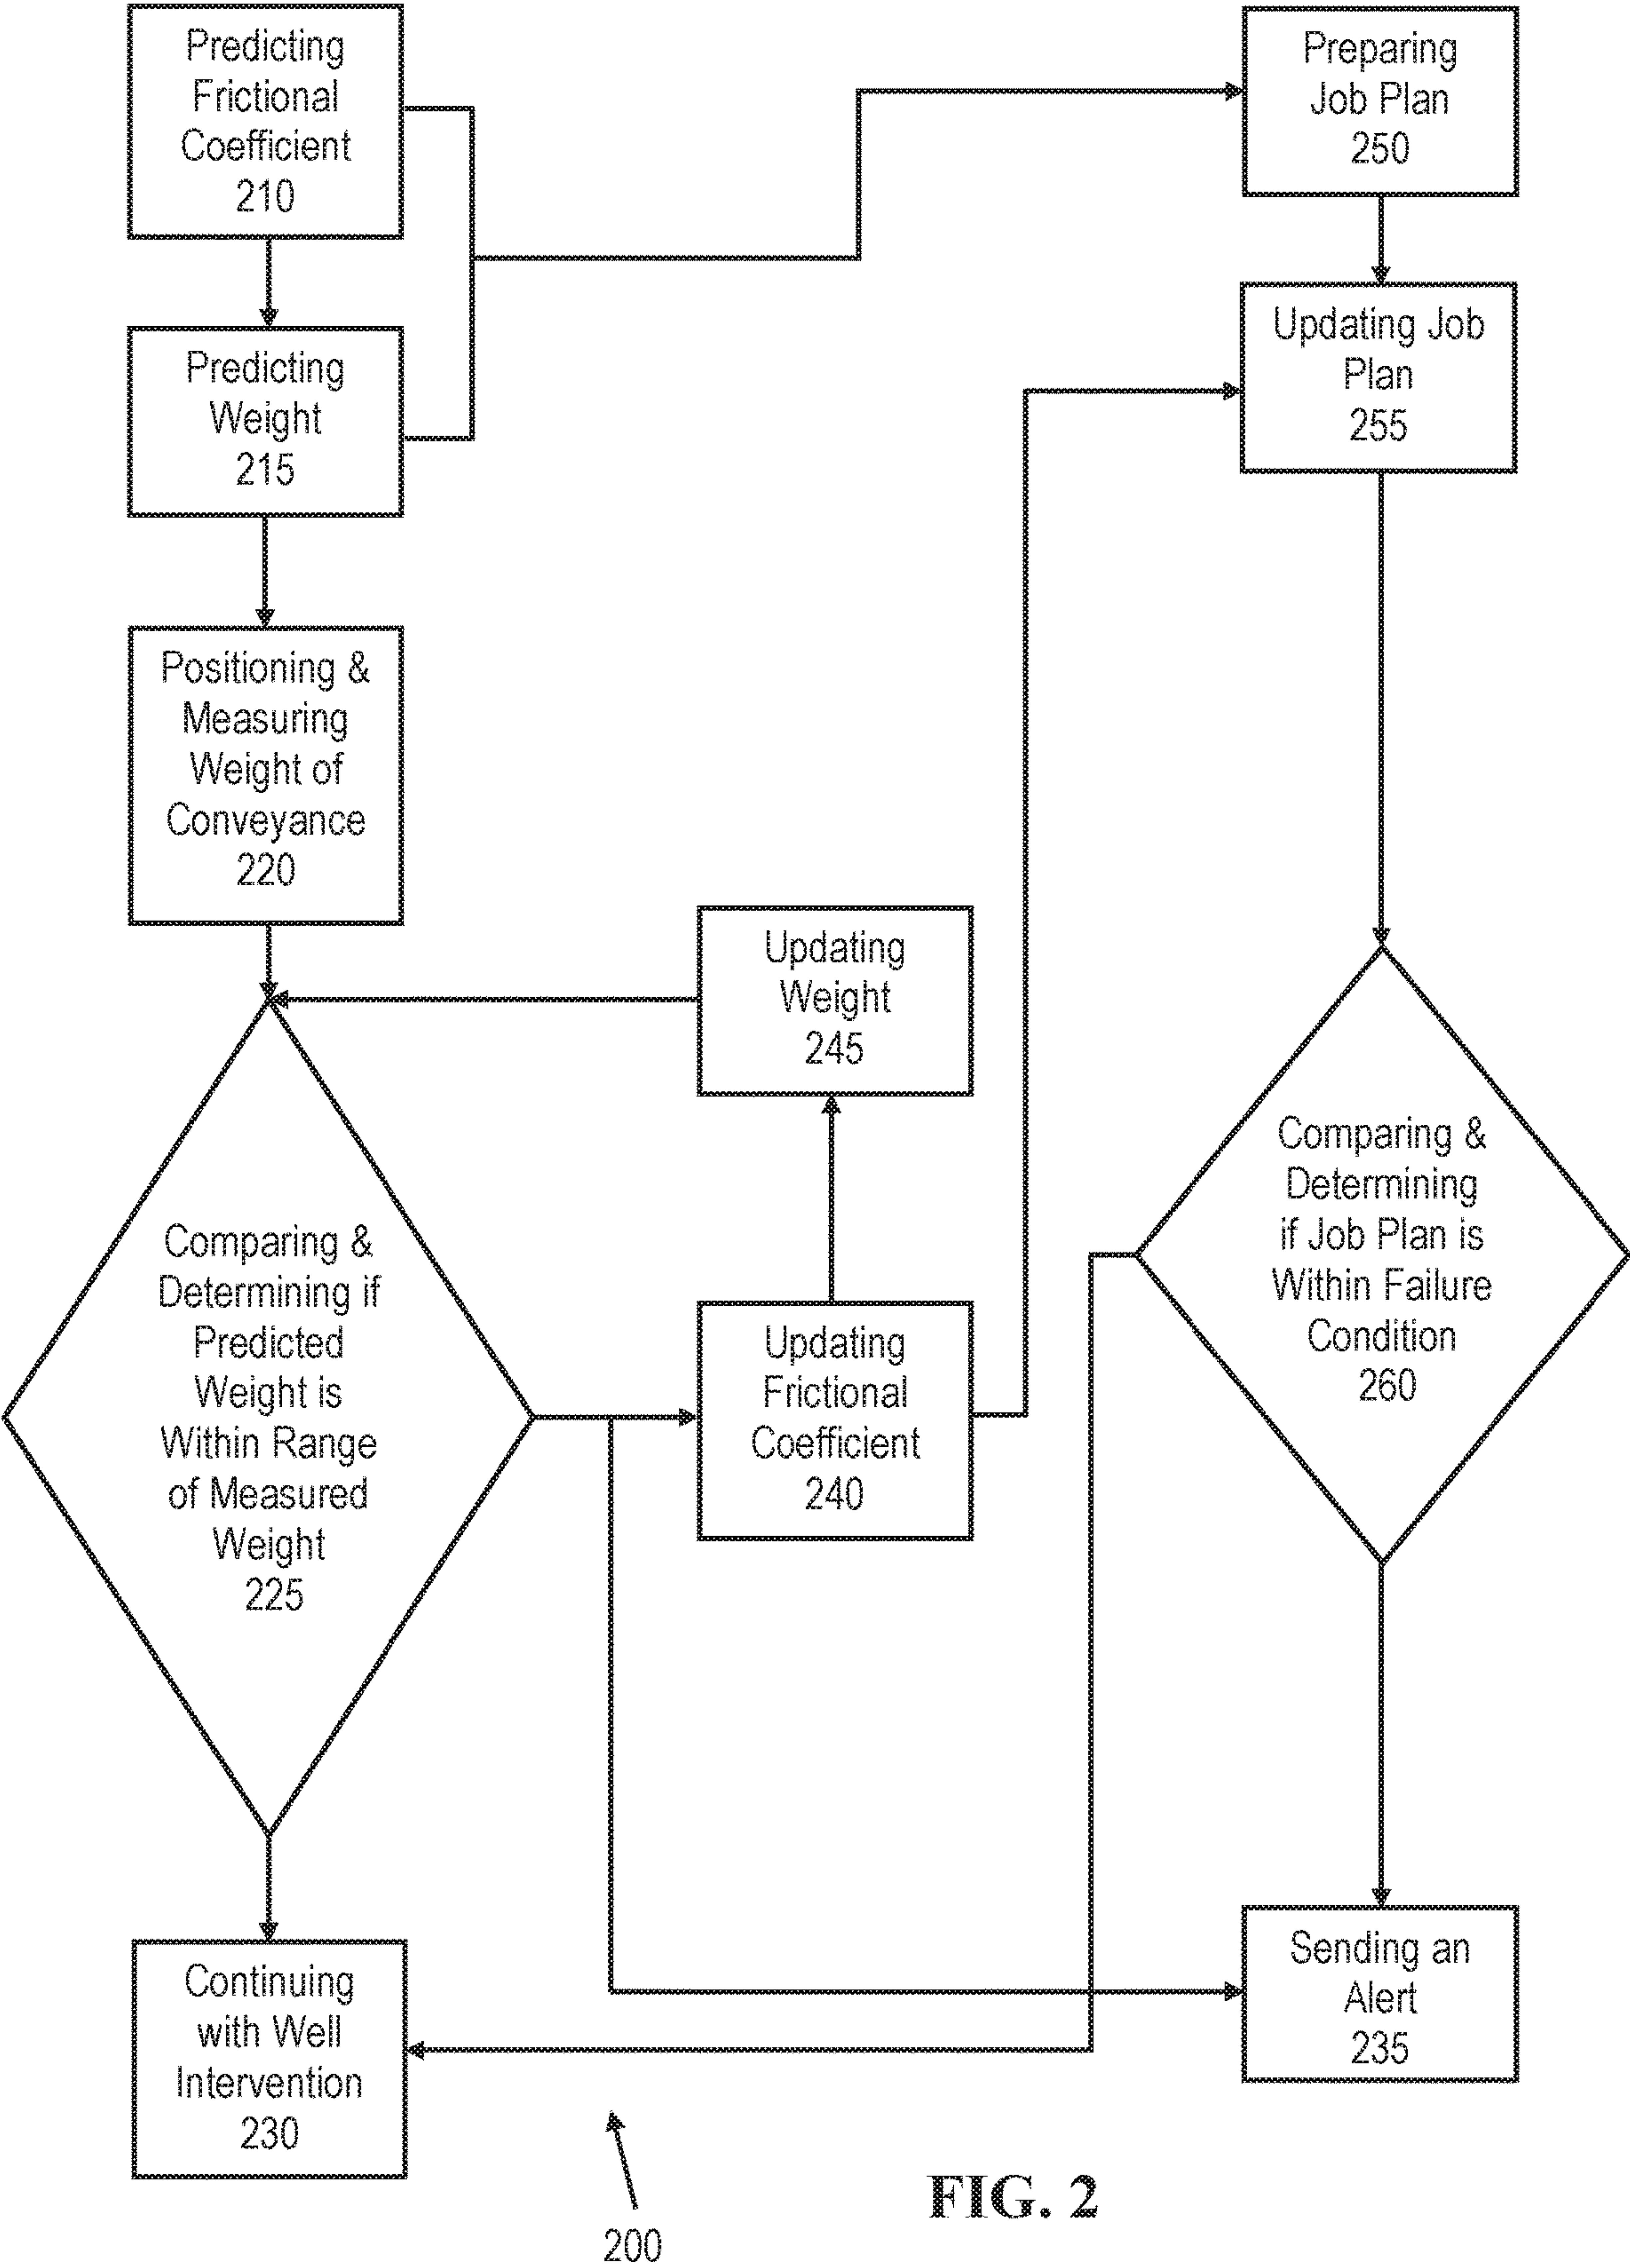 Predicting
Frictional
Coefficient
210
Preparing
Job Plan
250
Predicting
Weight
215
Updating Job
Plan
255
Positioning &
Measuring
Weight of
Conveyance
220
Updating
Weight
245
Comparing &
Determining if
Predicted
Weight is
Within Range
of Measured
Weight
225
Updating
Frictional
Coefficient
240
Comparing &
Determining
if Job Plan is
Within Failure
Condition
260
Continuing
with Well
Intervention
230
Sending an
Alert
235
200
FIG. 2